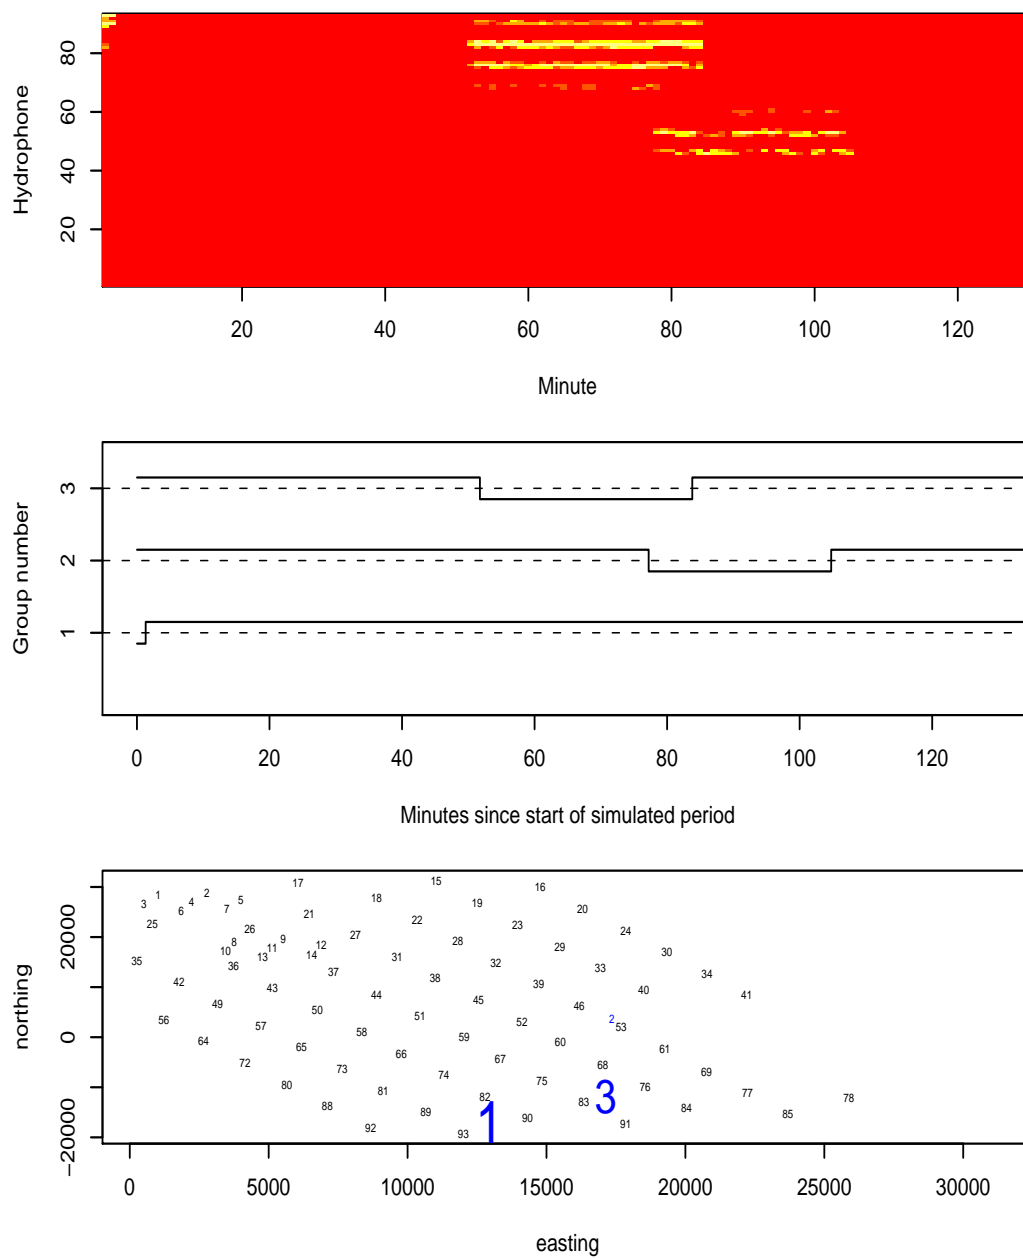 80
60
40
20
Hydrophone
20 40 60 80 100 120
Minute
3
2
1
Group number
0 20 40 60 80 100 120
Minutes since start of simulated period
20000
0
−20000
northing
17 15 16
1 2 18
3 4 5 19 20
6 7 21
25 22 23
26 24
8 9 27 28
10 11 12 29 30
35 13 14 31
36 37 32 33
42 38 34
43 39 40 41
49 44 45 46
56 50 51 2
57 58 52 53
64 65 59 60 61
72 73 66 67 68
80 74 75 76 69
81 82 3 77 78
88 89 83 84 85
92 93 1 90 91
0 5000 10000 15000 20000 25000 30000
easting